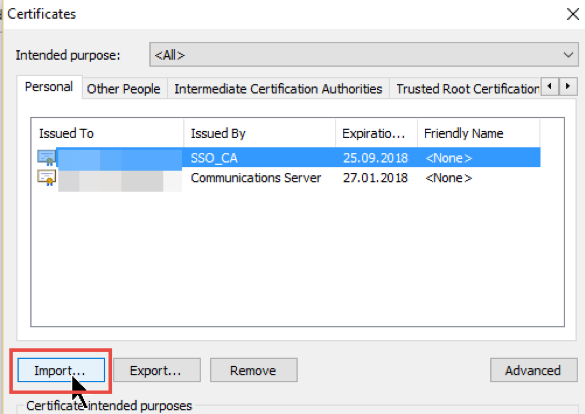 Certificates
Intended purpose: <All>
Personal Other People Intermediate Certification Authorities Trusted Root Certification
Issued To Issued By Expiratio... Friendly Name
SSO_CA 25.09.2018 <None>
Communications Server 27.01.2018 <None>
Import... Export... Remove Advanced
Certificate intended purposes